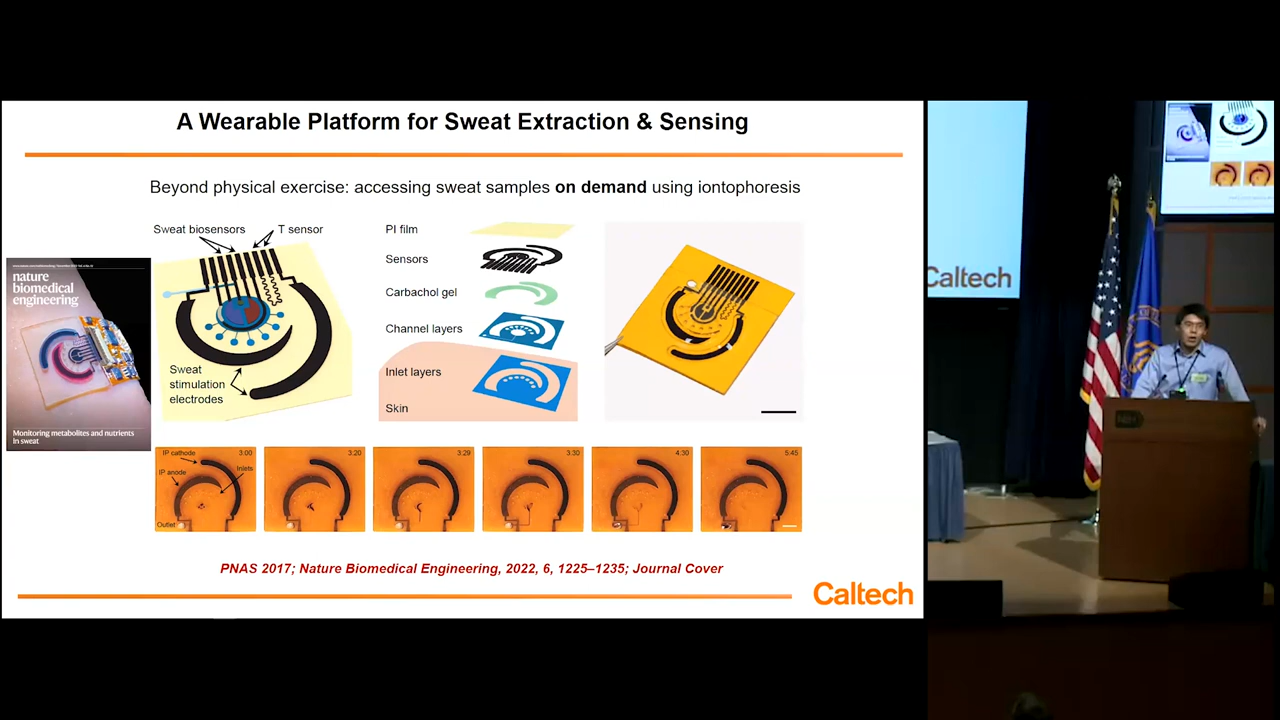 A Wearable Platform for Sweat Extraction & Sensing
Beyond physical exercise: accessing sweat samples on demand using iontophoresis
nature
biomedical
engineering
Monitoring metabolites and nutrients
in sweat
Sweat biosensors
T sensor
Sweat
stimulation
electrodes
PI film
Sensors
Carbachol gel
Channel layers
Inlet layers
Skin
IP cathode
3:00
IP anode
Inlets
Outlet
3:20
3:29
3:30
4:30
5:45
PNAS 2017; Nature Biomedical Engineering, 2022, 6, 1225–1235; Journal Cover
Caltech
Caltech